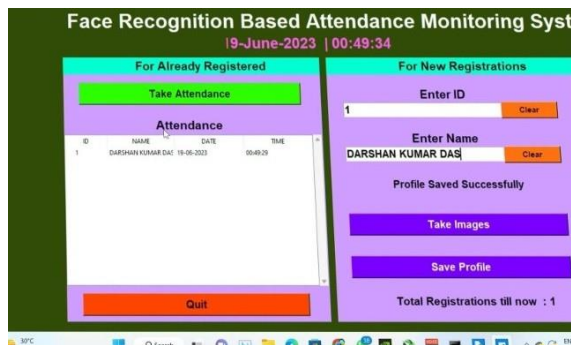 Face Recognition Based Attendance Monitoring Syst
19-June-2023 | 00:49:34
For Already Registered
Take Attendance
Attendance
ID NAME DATE TIME
1 DARSHAN KUMAR DAS 19-06-2023 00:49:29
Quit
For New Registrations
Enter ID
1 Clear
Enter Name
DARSHAN KUMAR DAS Clear
Profile Saved Successfully
Take Images
Save Profile
Total Registrations till now : 1
30°C
Search
EN